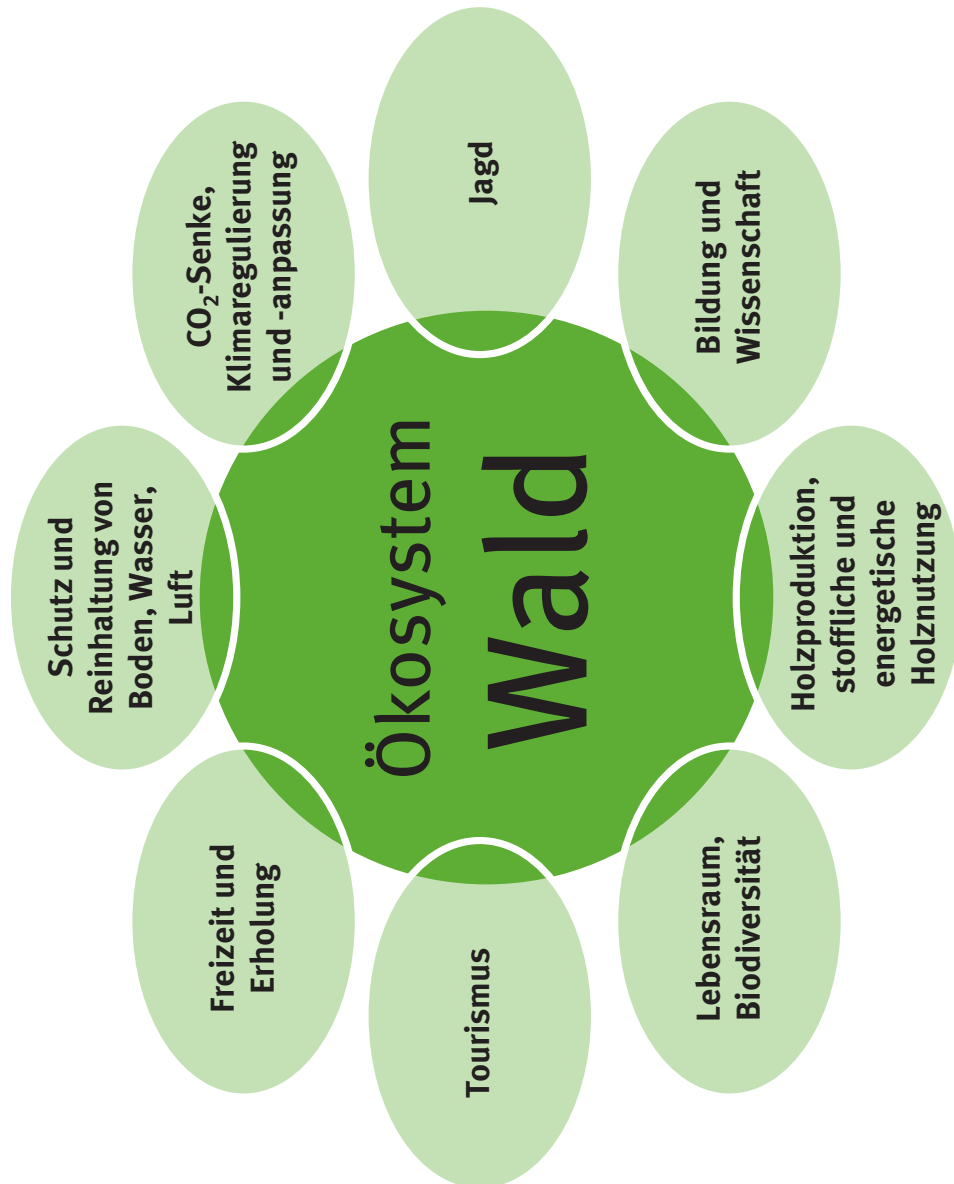 Ökosystem
Wald
Schutz und
Reinhaltung von
Boden, Wasser,
Luft
CO₂-Senke,
Klimaregulierung
und -anpassung
Jagd
Bildung und
Wissenschaft
Holzproduktion,
stoffliche und
energetische
Holznutzung
Lebensraum,
Biodiversität
Tourismus
Freizeit und
Erholung